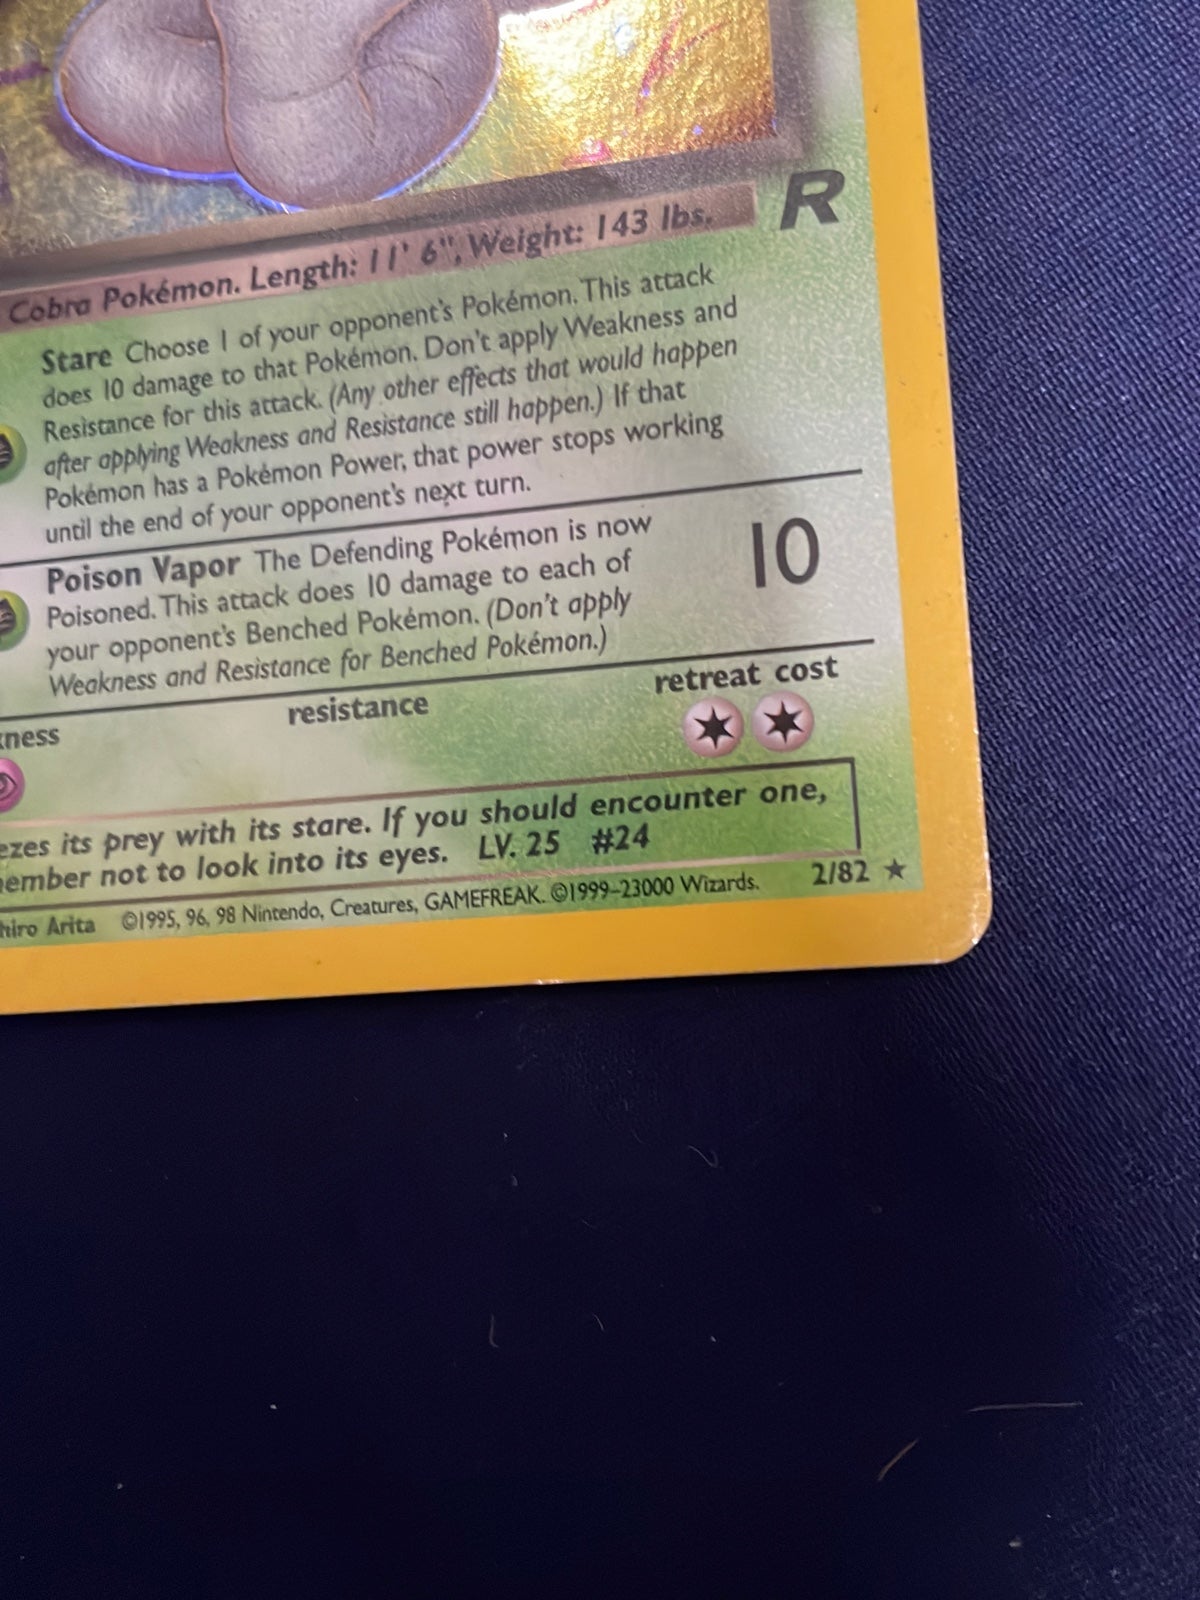 R
Cobra Pokémon. Length: 11' 6", Weight: 143 lbs.
Stare Choose 1 of your opponent's Pokémon. This attack
does 10 damage to that Pokémon. Don't apply Weakness and
Resistance for this attack. (Any other effects that would happen
after applying Weakness and Resistance still happen.) If that
Pokémon has a Pokémon Power, that power stops working
until the end of your opponent's next turn.
Poison Vapor The Defending Pokémon is now
Poisoned. This attack does 10 damage to each of
your opponent's Benched Pokémon. (Don't apply
Weakness and Resistance for Benched Pokémon.)
10
kness
resistance
retreat cost
ezes its prey with its stare. If you should encounter one,
ember not to look into its eyes. LV. 25 #24
hiro Arita ©1995, 96, 98 Nintendo, Creatures, GAMEFREAK. ©1999–23000 Wizards. 2/82 ★